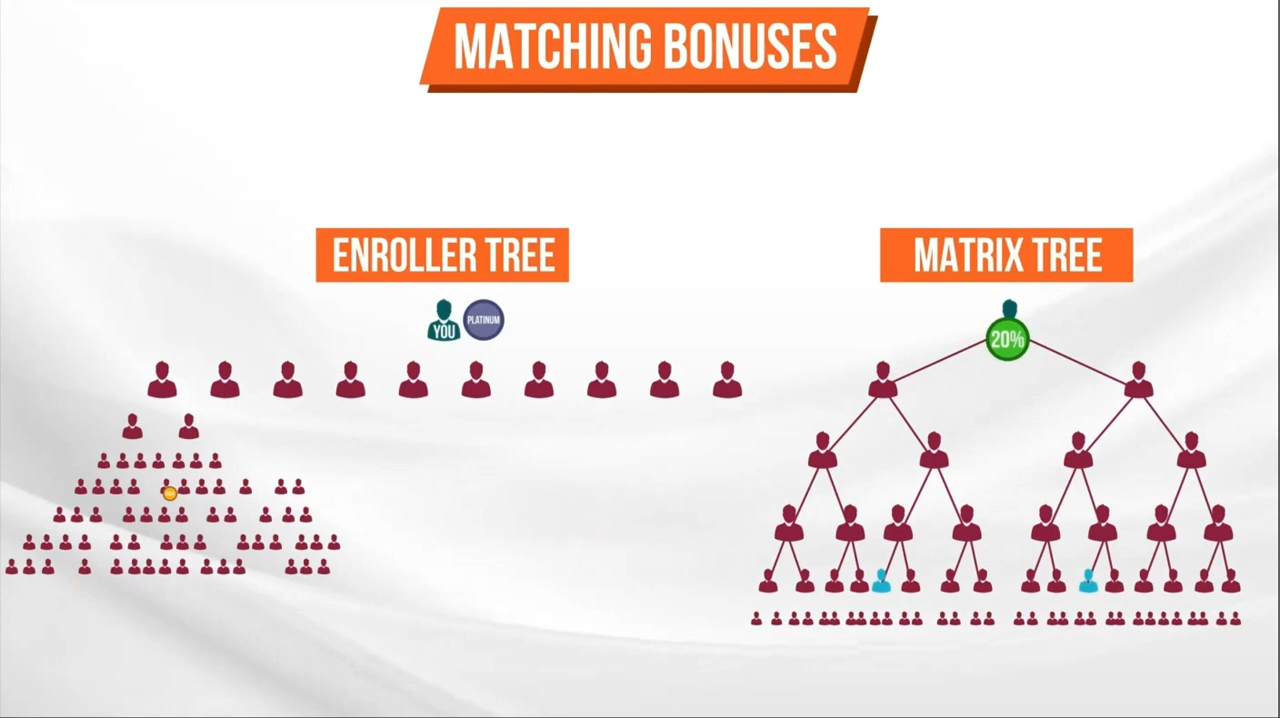 MATCHING BONUSES
ENROLLER TREE
MATRIX TREE
YOU
PLATINUM
20%